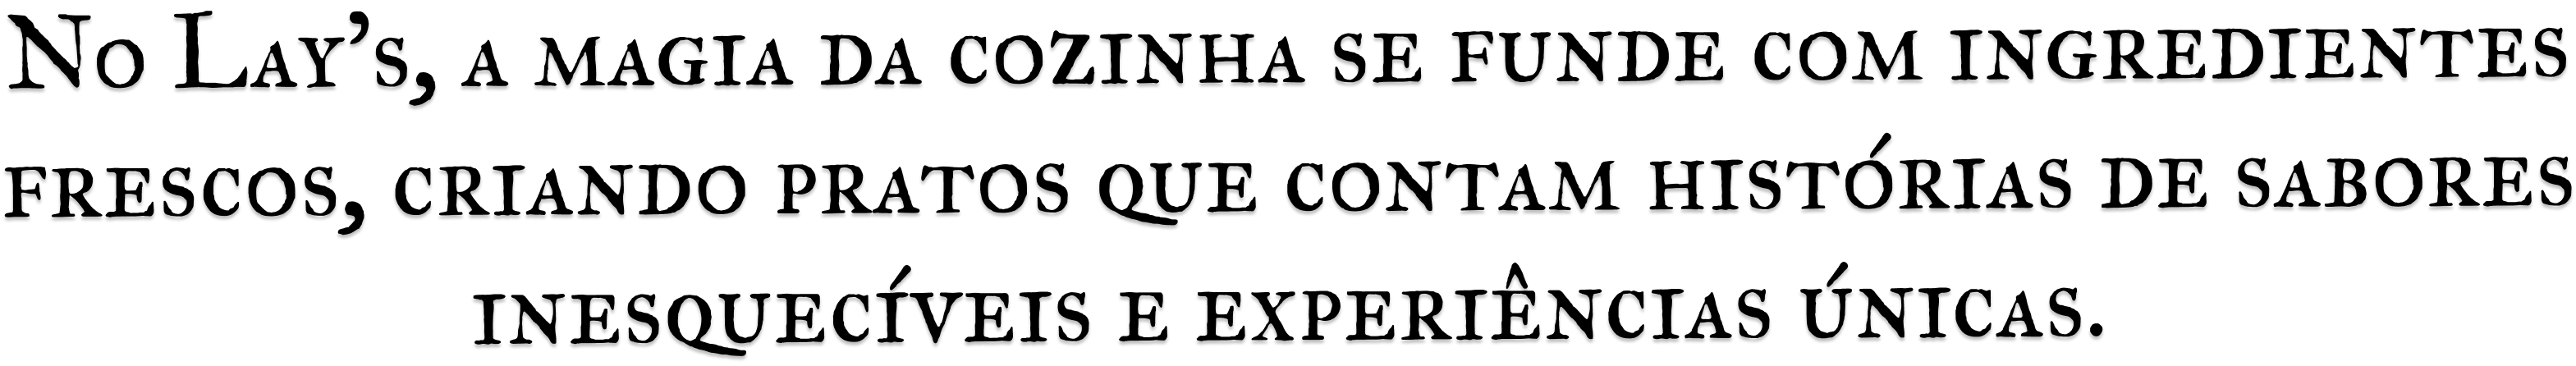 No Lay's, a magia da cozinha se funde com ingredientes
frescos, criando pratos que contam histórias de sabores
inesquecíveis e experiências únicas.